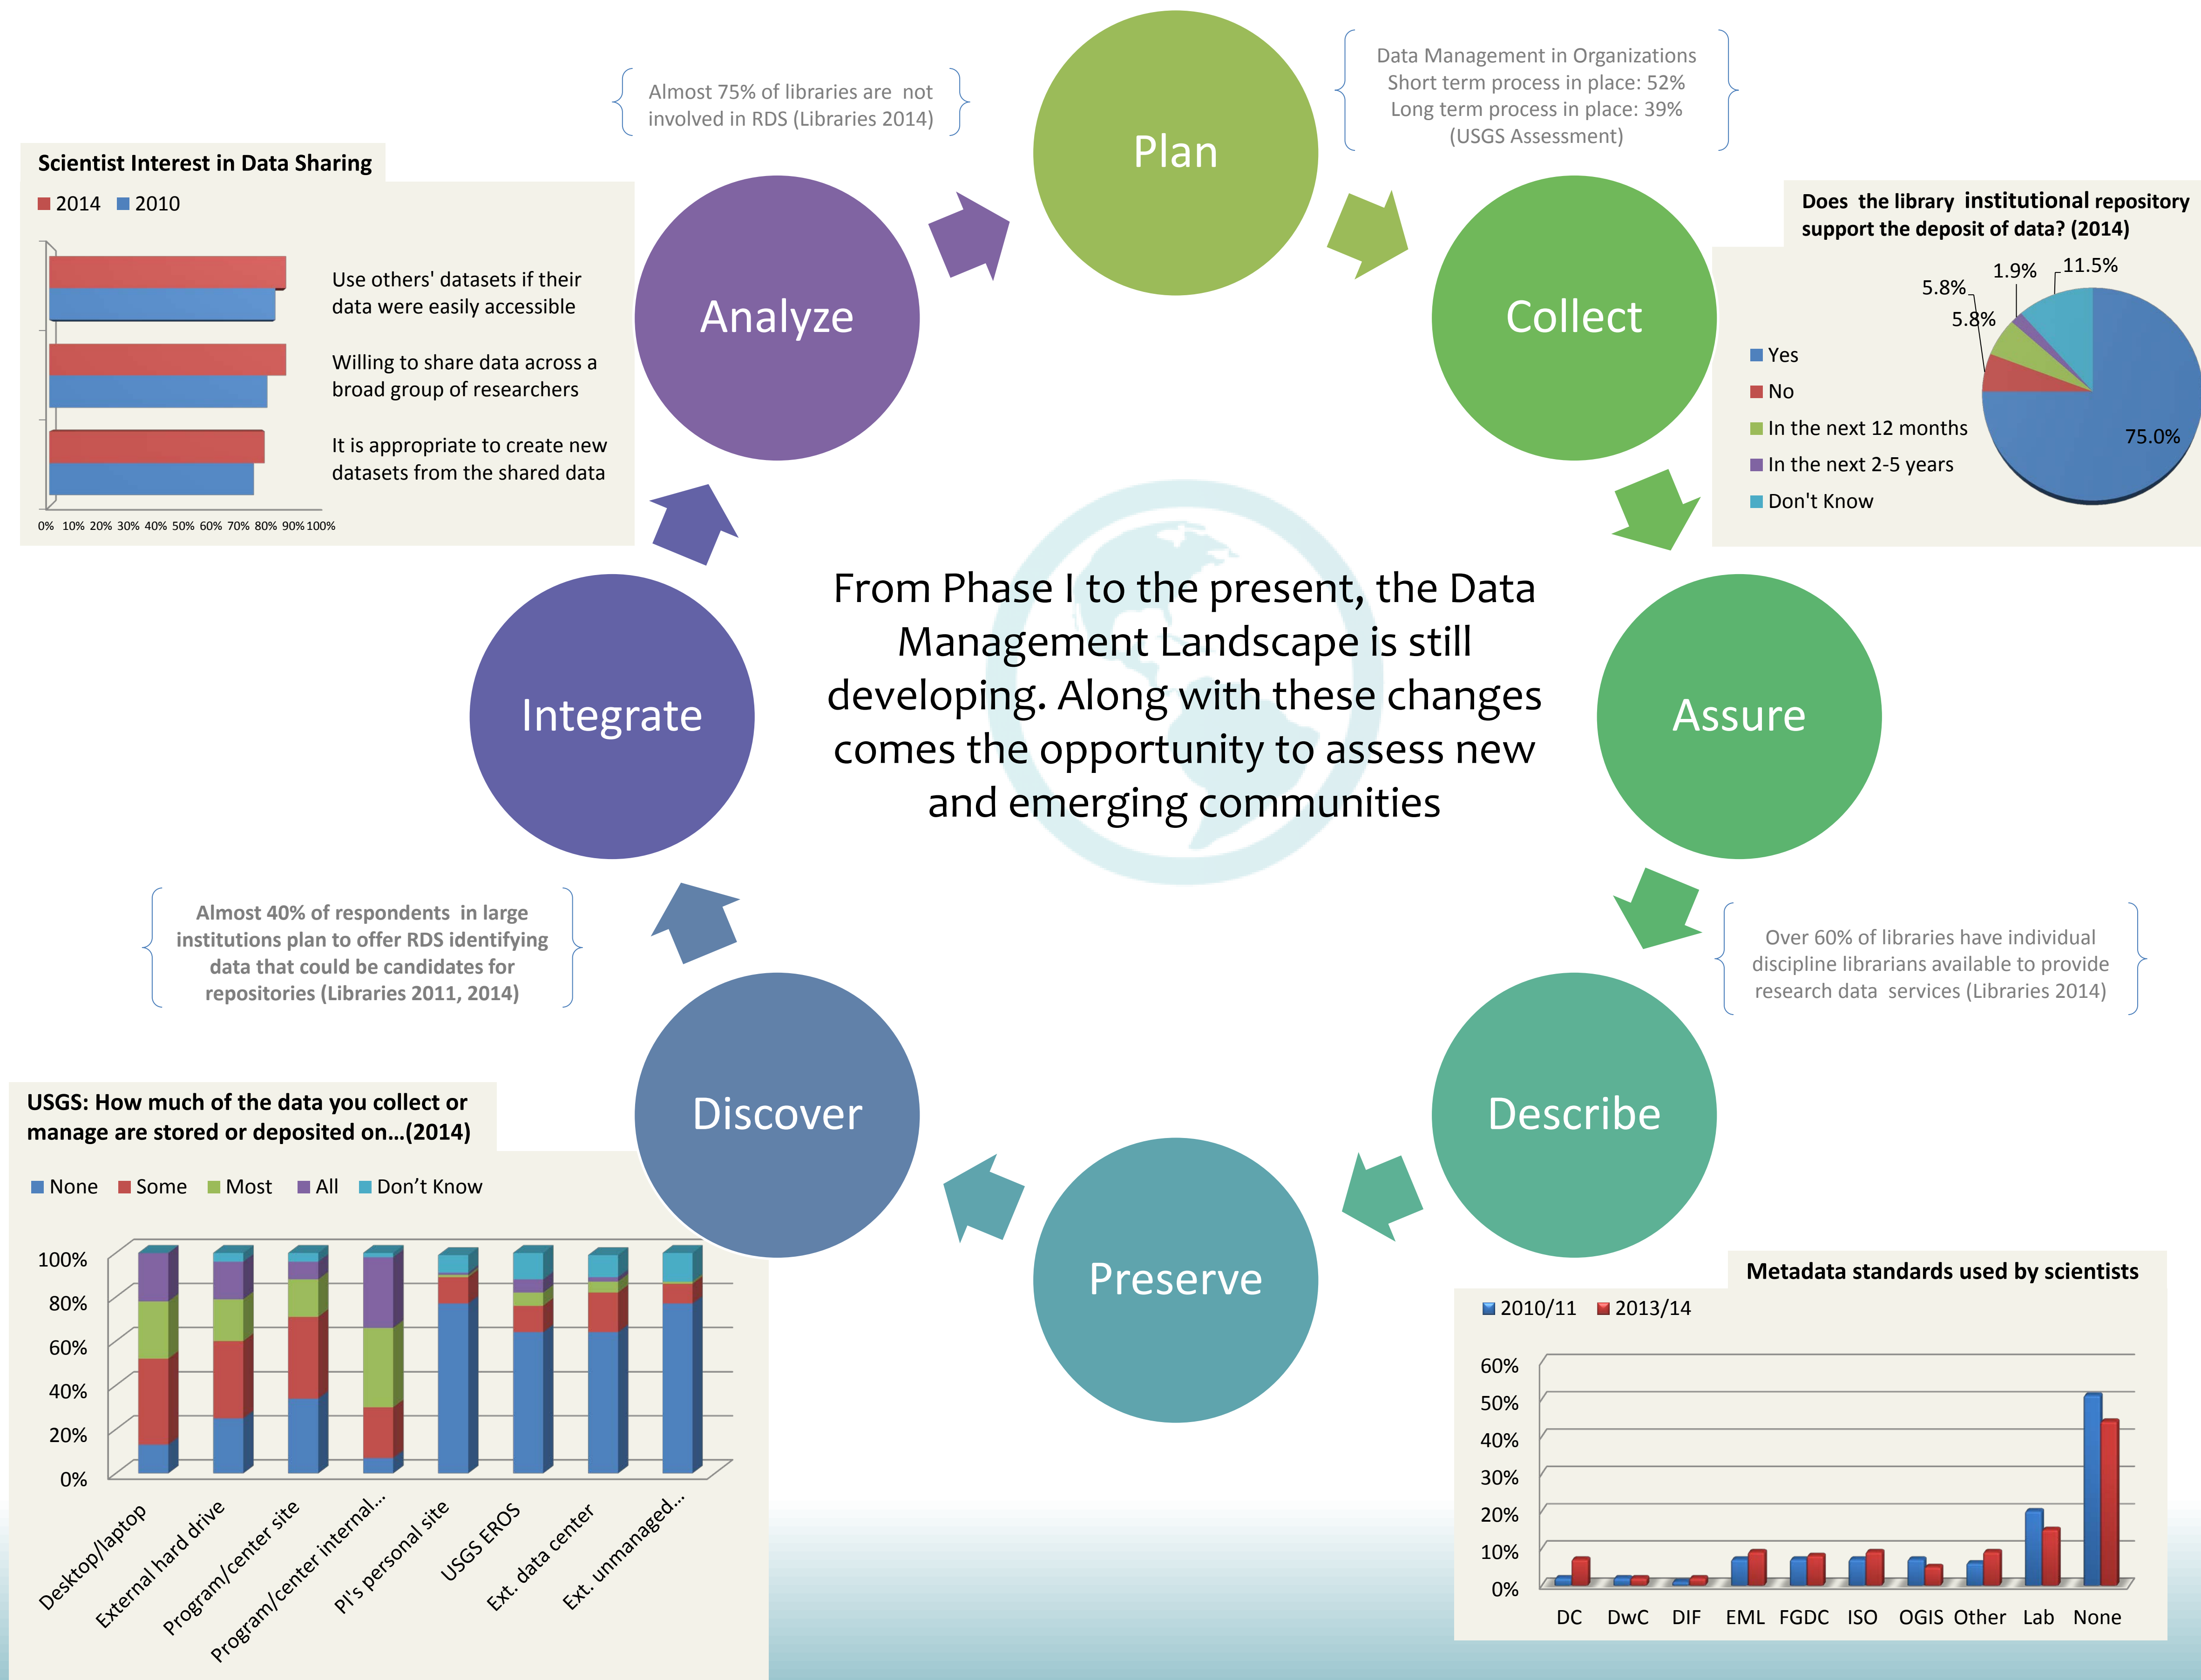 Almost 75% of libraries are not
involved in RDS (Libraries 2014)
Plan
Data Management in Organizations
Short term process in place: 52%
Long term process in place: 39%
(USGS Assessment)
Scientist Interest in Data Sharing
2014 2010
Use others' datasets if their
data were easily accessible
Willing to share data across a
broad group of researchers
It is appropriate to create new
datasets from the shared data
0% 10% 20% 30% 40% 50% 60% 70% 80% 90% 100%
Analyze
Collect
Does the library institutional repository
support the deposit of data? (2014)
5.8% 1.9% 11.5%
5.8%
75.0%
Yes
No
In the next 12 months
In the next 2-5 years
Don't Know
From Phase I to the present, the Data
Management Landscape is still
developing. Along with these changes
comes the opportunity to assess new
and emerging communities
Integrate
Assure
Almost 40% of respondents in large
institutions plan to offer RDS identifying
data that could be candidates for
repositories (Libraries 2011, 2014)
Over 60% of libraries have individual
discipline librarians available to provide
research data services (Libraries 2014)
Discover
Describe
Preserve
USGS: How much of the data you collect or
manage are stored or deposited on...(2014)
None Some Most All Don't Know
100%
80%
60%
40%
20%
0%
Desktop/laptop
External hard drive
Program/center site
Program/center internal...
PI's personal site
USGS EROS
Ext. data center
Ext. unmanaged...
Metadata standards used by scientists
2010/11 2013/14
60%
50%
40%
30%
20%
10%
0%
DC DwC DIF EML FGDC ISO OGIS Other Lab None